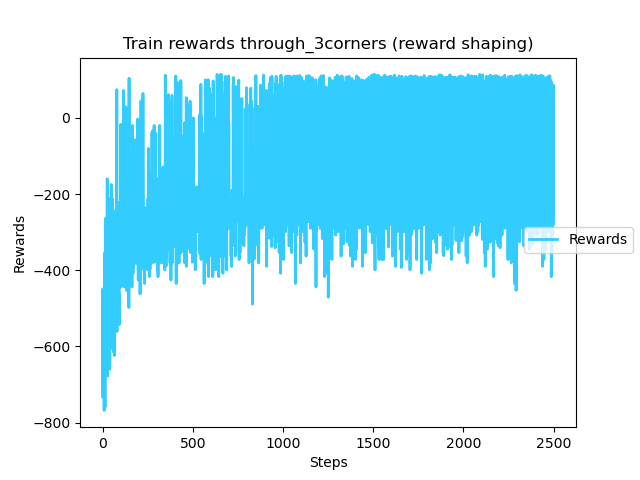 Train rewards through_3corners (reward shaping)
Rewards
0
−200
−400
−600
−800
Rewards
0
500
1000
1500
2000
2500
Steps